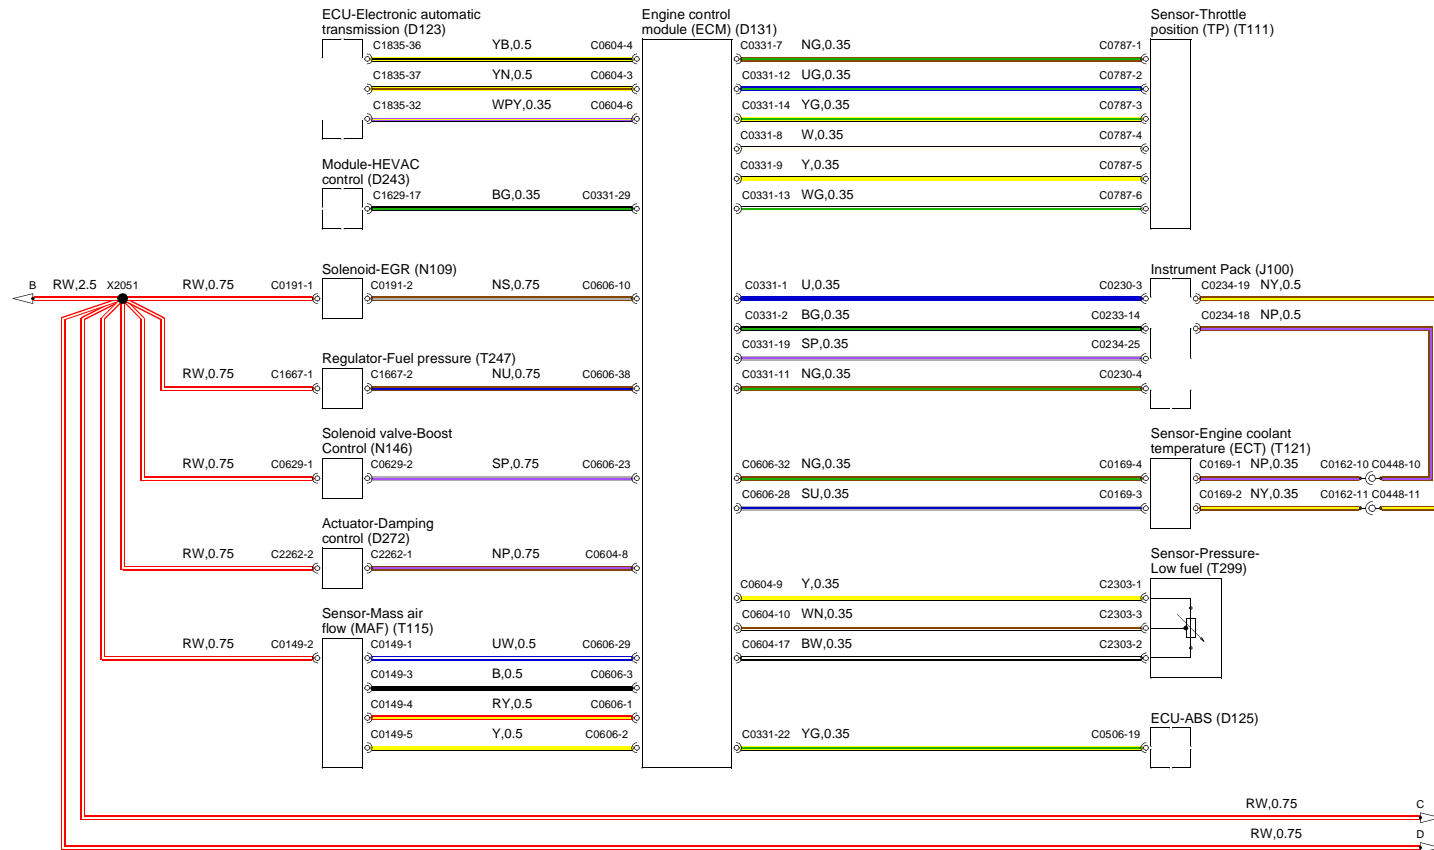 ECU-Electronic automatic
transmission (D123)
C1835-36 YB,0.5 C0604-4
C1835-37 YN,0.5 C0604-3
C1835-32 WPY,0.35 C0604-6
Module-HEVAC
control (D243)
C1629-17 BG,0.35 C0331-29
B RW,2.5 X2051 RW,0.75 C0191-1
Solenoid-EGR (N109)
C0191-2 NS,0.75 C0606-10
Regulator-Fuel pressure (T247)
RW,0.75 C1667-1 C1667-2 NU,0.75 C0606-38
Solenoid valve-Boost
Control (N146)
RW,0.75 C0629-1 C0629-2 SP,0.75 C0606-23
Actuator-Damping
control (D272)
RW,0.75 C2262-2 C2262-1 NP,0.75 C0604-8
Sensor-Mass air
flow (MAF) (T115)
RW,0.75 C0149-2 C0149-1 UW,0.5 C0606-29
C0149-3 B,0.5 C0606-3
C0149-4 RY,0.5 C0606-1
C0149-5 Y,0.5 C0606-2
Engine control
module (ECM) (D131)
Sensor-Throttle
position (TP) (T111)
C0331-7 NG,0.35 C0787-1
C0331-12 UG,0.35 C0787-2
C0331-14 YG,0.35 C0787-3
C0331-8 W,0.35 C0787-4
C0331-9 Y,0.35 C0787-5
C0331-13 WG,0.35 C0787-6
Instrument Pack (J100)
C0331-1 U,0.35 C0230-3 C0234-19 NY,0.5
C0331-2 BG,0.35 C0233-14 C0234-18 NP,0.5
C0331-19 SP,0.35 C0234-25
C0331-11 NG,0.35 C0230-4
Sensor-Engine coolant
temperature (ECT) (T121)
C0606-32 NG,0.35 C0169-4 C0169-1 NP,0.35 C0162-10 C0448-10
C0606-28 SU,0.35 C0169-3 C0169-2 NY,0.35 C0162-11 C0448-11
Sensor-Pressure-
Low fuel (T299)
C0604-9 Y,0.35 C2303-1
C0604-10 WN,0.35 C2303-3
C0604-17 BW,0.35 C2303-2
ECU-ABS (D125)
C0331-22 YG,0.35 C0506-19
RW,0.75 C
RW,0.75 D